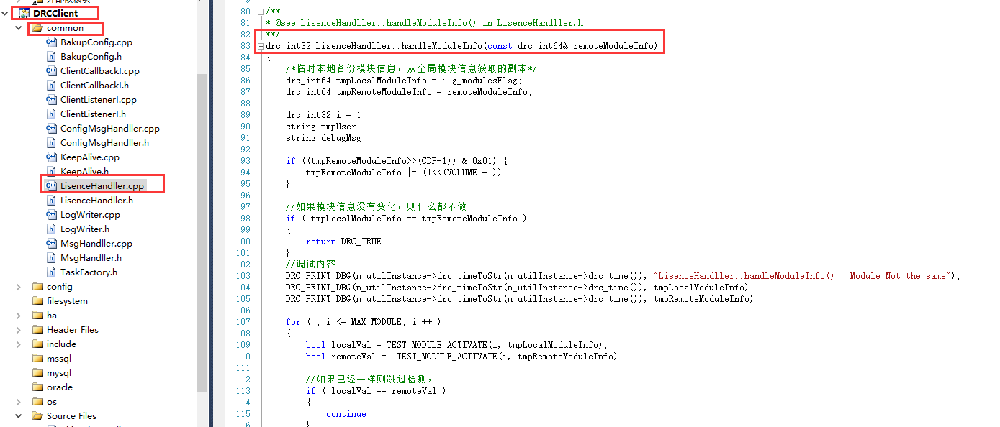 外部依赖项
DRCClient
common
BakupConfig.cpp
BakupConfig.h
ClientCallbackI.cpp
ClientCallbackI.h
ClientListenerI.cpp
ClientListenerI.h
ConfigMsgHandller.cpp
ConfigMsgHandller.h
KeepAlive.cpp
KeepAlive.h
LisenceHandller.cpp
LisenceHandller.h
LogWriter.cpp
LogWriter.h
MsgHandller.cpp
MsgHandller.h
TaskFactory.h
config
filesystem
ha
Header Files
include
mssql
mysql
oracle
os
Source Files
79
80 /**
81 * @see LisenceHandller::handleModuleInfo() in LisenceHandller.h
82 **/
83 drc_int32 LisenceHandller::handleModuleInfo(const drc_int64& remoteModuleInfo)
84 {
85 /*临时本地备份模块信息，从全局模块信息获取的副本*/
86 drc_int64 tmpLocalModuleInfo = ::g_modulesFlag;
87 drc_int64 tmpRemoteModuleInfo = remoteModuleInfo;
88
89 drc_int32 i = 1;
90 string tmpUser;
91 string debugMsg;
92
93 if ((tmpRemoteModuleInfo>>(CDP-1)) & 0x01) {
94 tmpRemoteModuleInfo |= (1<<(VOLUME -1));
95 }
96
97 //如果模块信息没有变化，则什么都不做
98 if ( tmpLocalModuleInfo == tmpRemoteModuleInfo )
99 {
100 return DRC_TRUE;
101 }
102 //调试内容
103 DRC_PRINT_DBG(m_utilInstance->drc_timeToStr(m_utilInstance->drc_time()), "LisenceHandller::handleModuleInfo() : Module Not the same");
104 DRC_PRINT_DBG(m_utilInstance->drc_timeToStr(m_utilInstance->drc_time()), tmpLocalModuleInfo);
105 DRC_PRINT_DBG(m_utilInstance->drc_timeToStr(m_utilInstance->drc_time()), tmpRemoteModuleInfo);
106
107 for ( ; i <= MAX_MODULE; i ++ )
108 {
109 bool localVal = TEST_MODULE_ACTIVATE(i, tmpLocalModuleInfo);
110 bool remoteVal =  TEST_MODULE_ACTIVATE(i, tmpRemoteModuleInfo);
111
112 //如果已经一样则跳过检测，
113 if ( localVal == remoteVal )
114 {
115 continue;
116 }